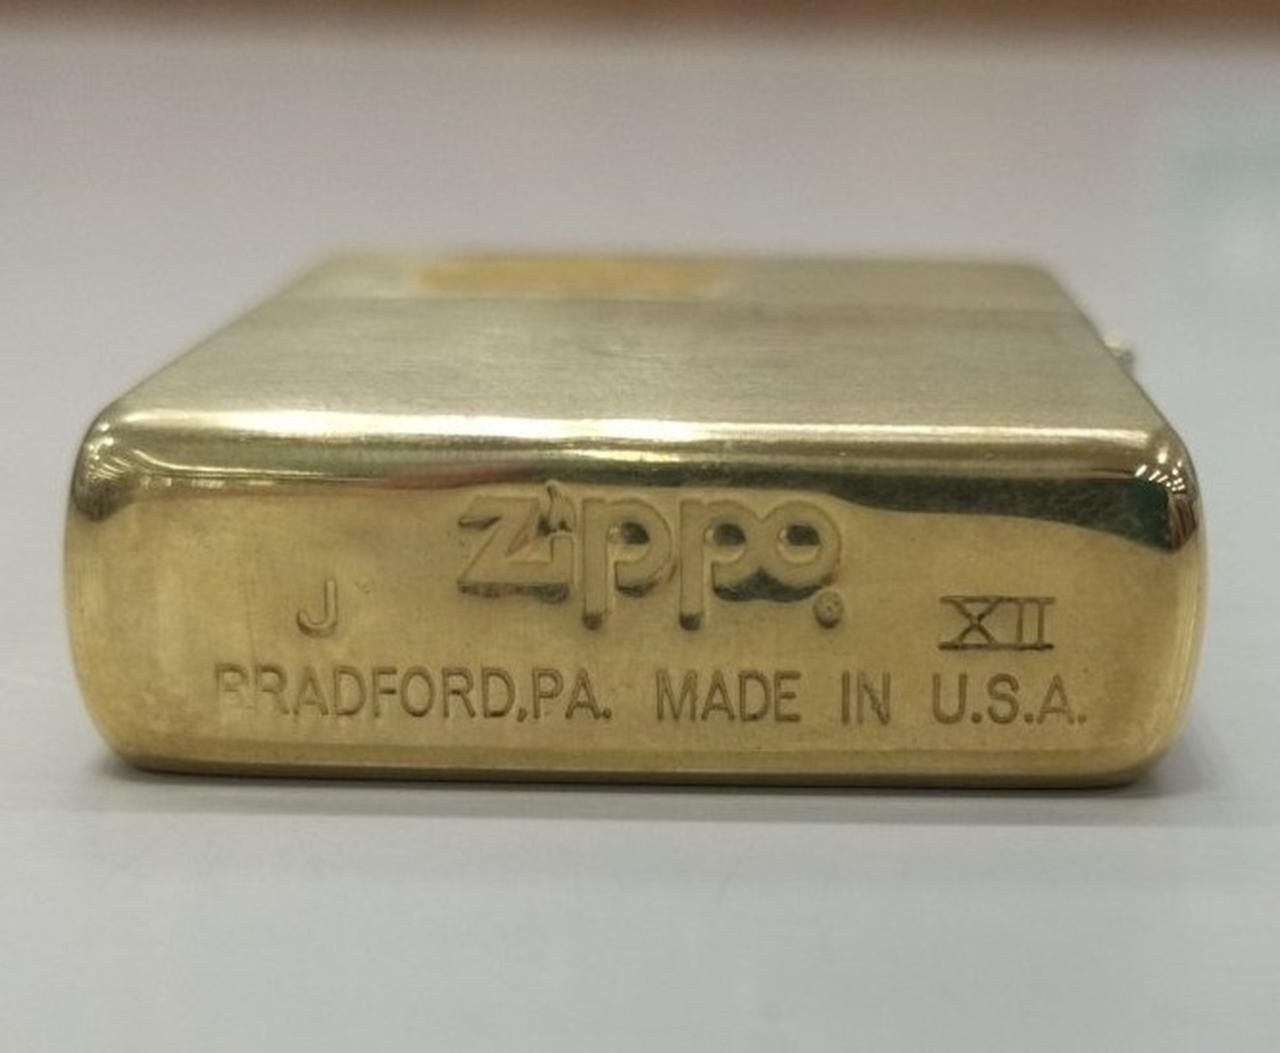 Zippo®
J XII
BRADFORD,PA. MADE IN U.S.A.